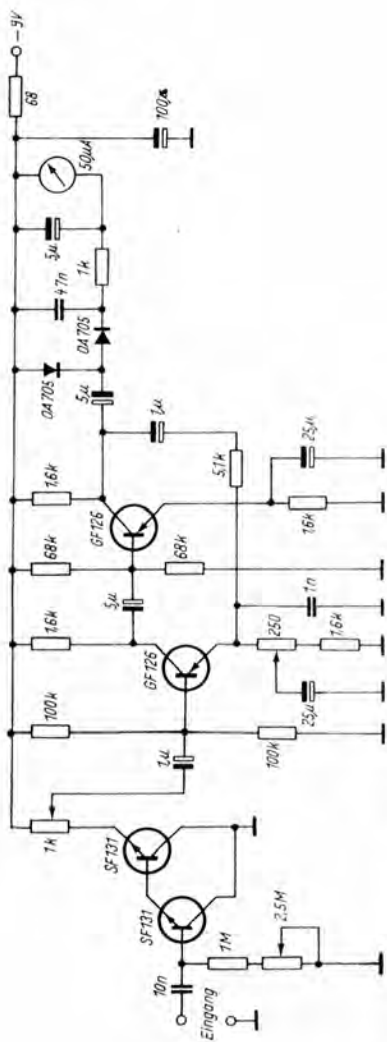 68
−9V
1k
100k
1,6k
68k
1,6k
OA705
47n
5µ
50µA
1k
100µ
5µ
OA705
SF131
SF131
GF126
5µ
GF126
1µ
1µ
68k
5,1k
10n
Eingang
1M
2,5M
100k
250
25µ
1,6k
1n
1,6k
25µ